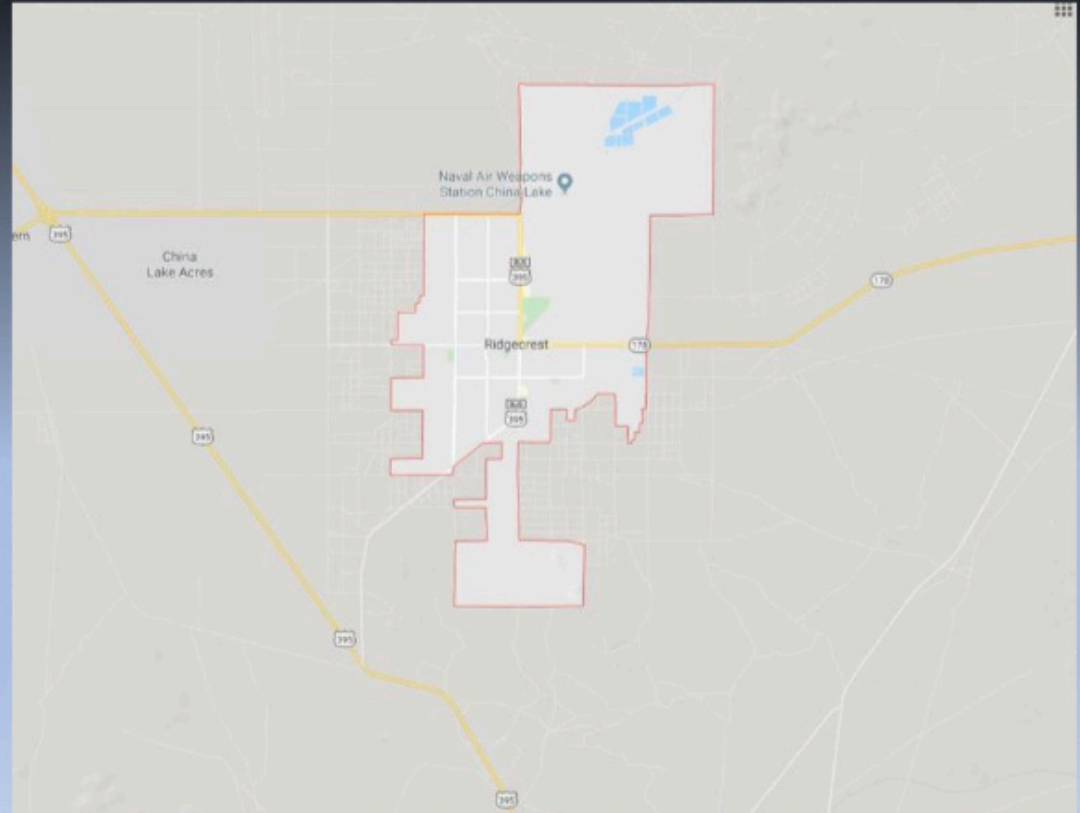 Naval Air Weapons
Station China Lake
ern
395
China
Lake Acres
395
178
Ridgecrest
178
395
395
395
395